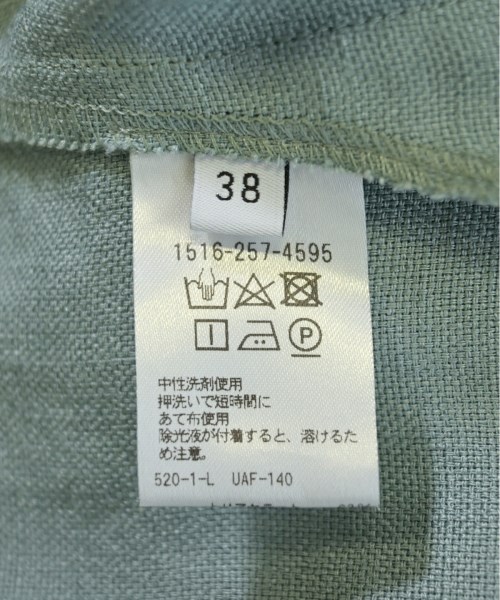 38
1516-257-4595
P
中性洗剤使用
押洗いで短時間に
あて布使用
除光液が付着すると、溶けるた
め注意。
520-1-L UAF-140